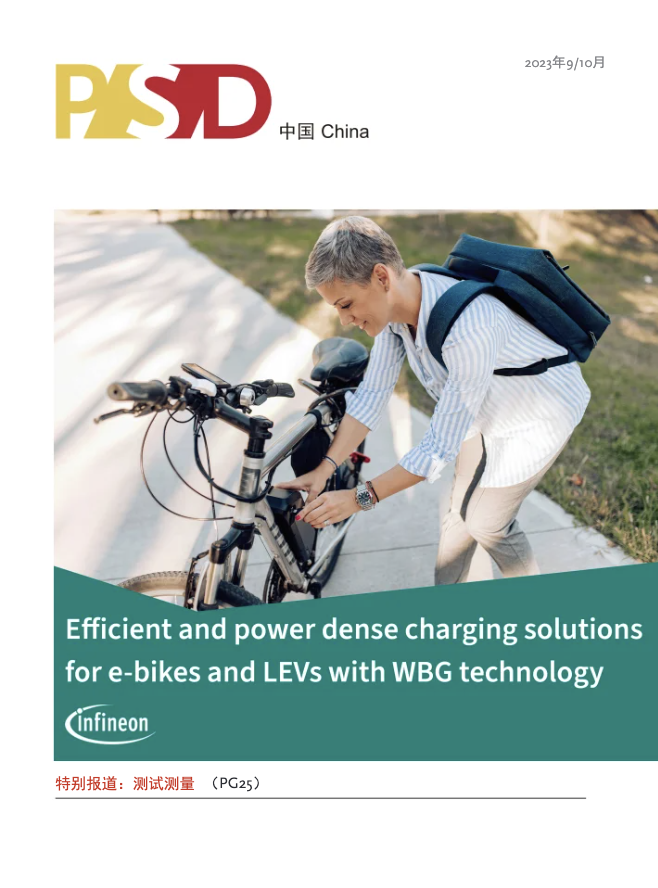 2023年9/10月
PSD
中国 China
Efficient and power dense charging solutions
for e-bikes and LEVs with WBG technology
infineon
特别报道：测试测量 （PG25）